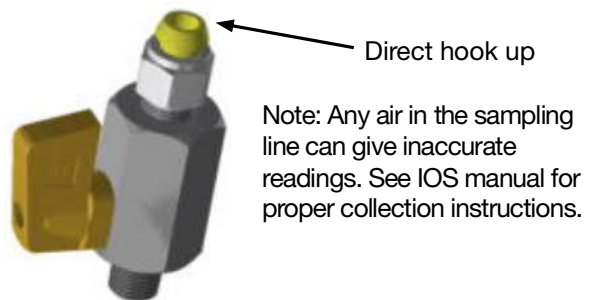 Direct hook up
Note: Any air in the sampling
line can give inaccurate
readings. See IOS manual for
proper collection instructions.